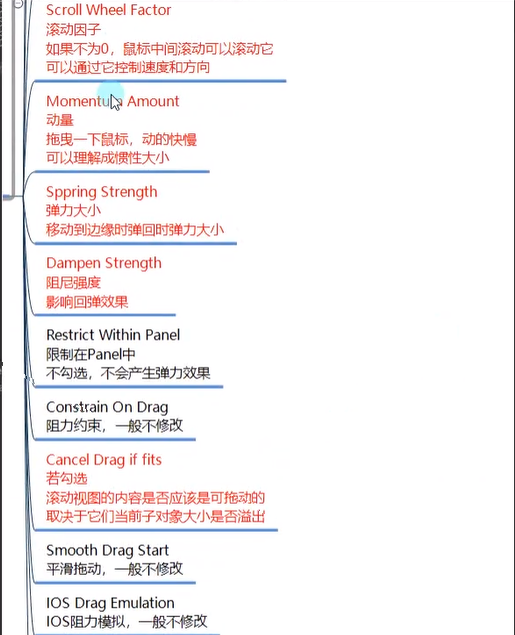 Scroll Wheel Factor
滚动因子
如果不为0，鼠标中间滚动可以滚动它
可以通过它控制速度和方向
Momentum Amount
动量
拖曳一下鼠标，动的快慢
可以理解成惯性大小
Sppring Strength
弹力大小
移动到边缘时弹回时弹力大小
Dampen Strength
阻尼强度
影响回弹效果
Restrict Within Panel
限制在Panel中
不勾选，不会产生弹力效果
Constrain On Drag
阻力约束，一般不修改
Cancel Drag if fits
若勾选
滚动视图的内容是否应该是可拖动的
取决于它们当前子对象大小是否溢出
Smooth Drag Start
平滑拖动，一般不修改
IOS Drag Emulation
IOS阻力模拟，一般不修改